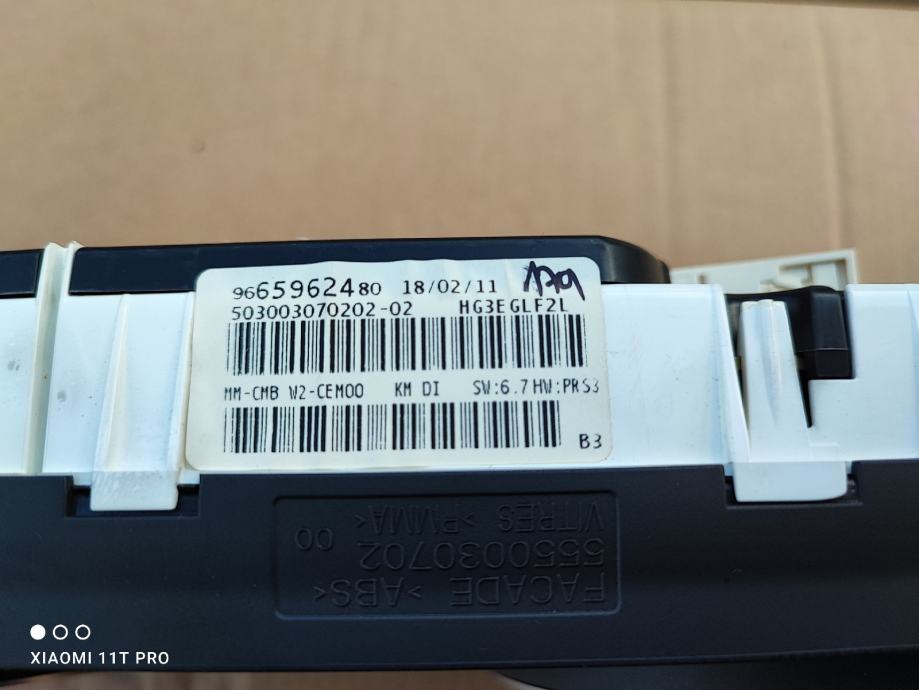 9665962480 18/02/11
503003070202-02 HG3EGLF2L
MM-CMB W2-CEM00 KM DI SW:6.7 HW:PRS3
B3
FACADE >ABS<
5550030702 00
VITRES >PMMA<
XIAOMI 11T PRO